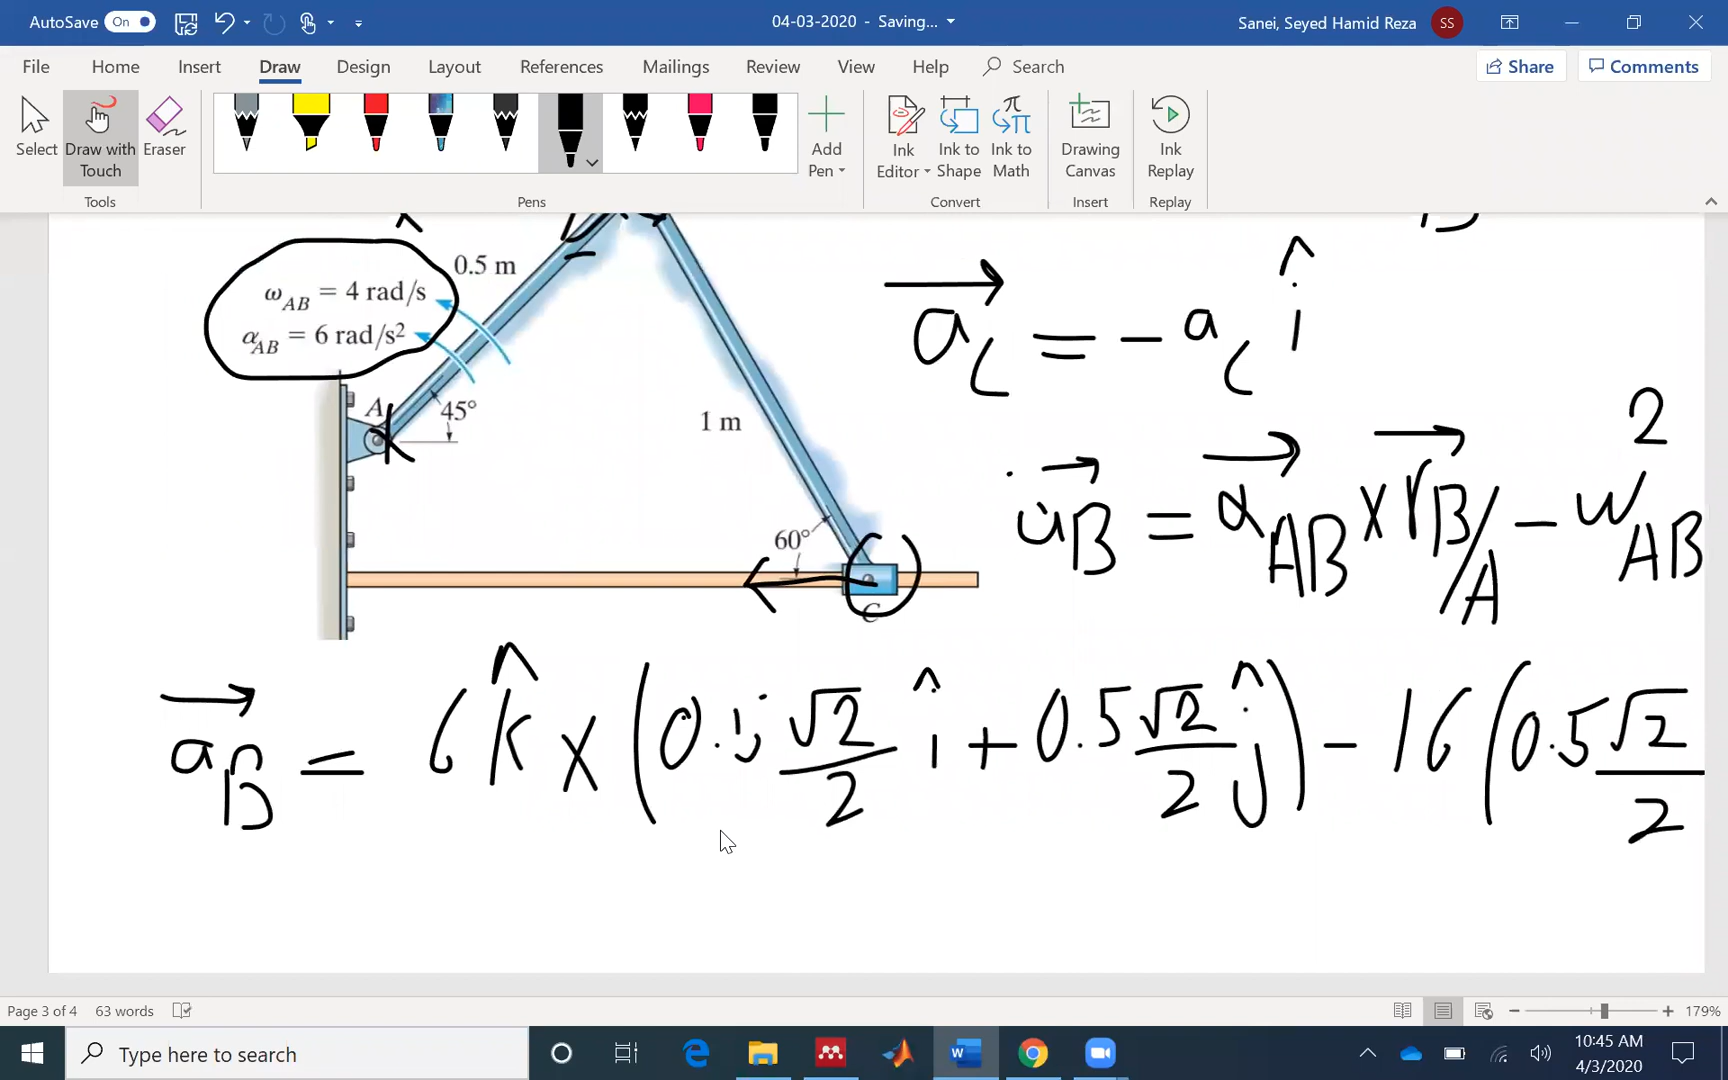 AutoSave On 04-03-2020 - Saving... Sanei, Seyed Hamid Reza SS
File Home Insert Draw Design Layout References Mailings Review View Help Search Share Comments
Select Draw with Touch Eraser Add Pen Ink Editor Ink to Shape Ink to Math Drawing Canvas Ink Replay
Tools Pens Convert Insert Replay
B
0.5 m
ω_AB = 4 rad/s
α_AB = 6 rad/s²
A
45°
1 m
60°
C
a_C = - a_C î
a_B = α_AB × r_B/A - ω²_AB
a_B = 6 k̂ × (0.5 √2/2 î + 0.5 √2/2 ĵ) - 16 (0.5 √2/2
Page 3 of 4 63 words 179%
Type here to search
10:45 AM
4/3/2020